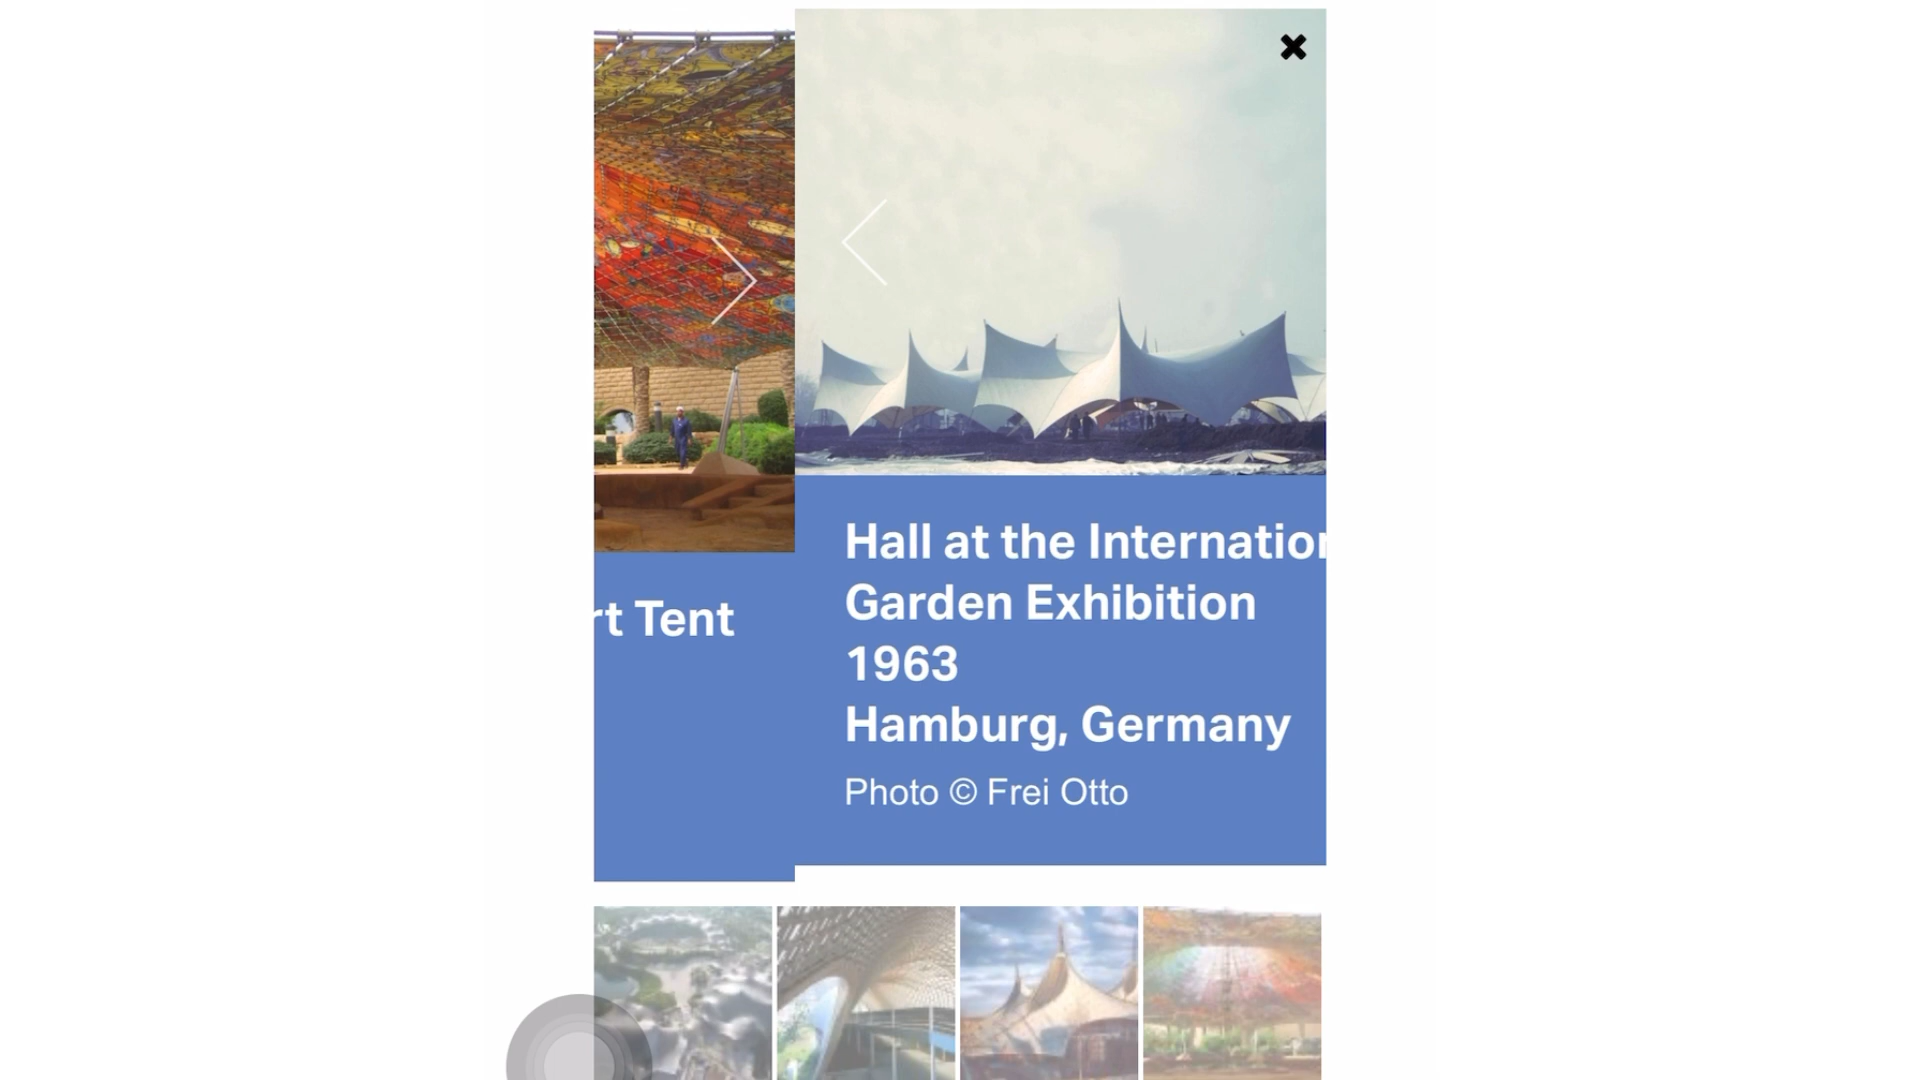 rt Tent
Hall at the Internatio
Garden Exhibition
1963
Hamburg, Germany
Photo © Frei Otto